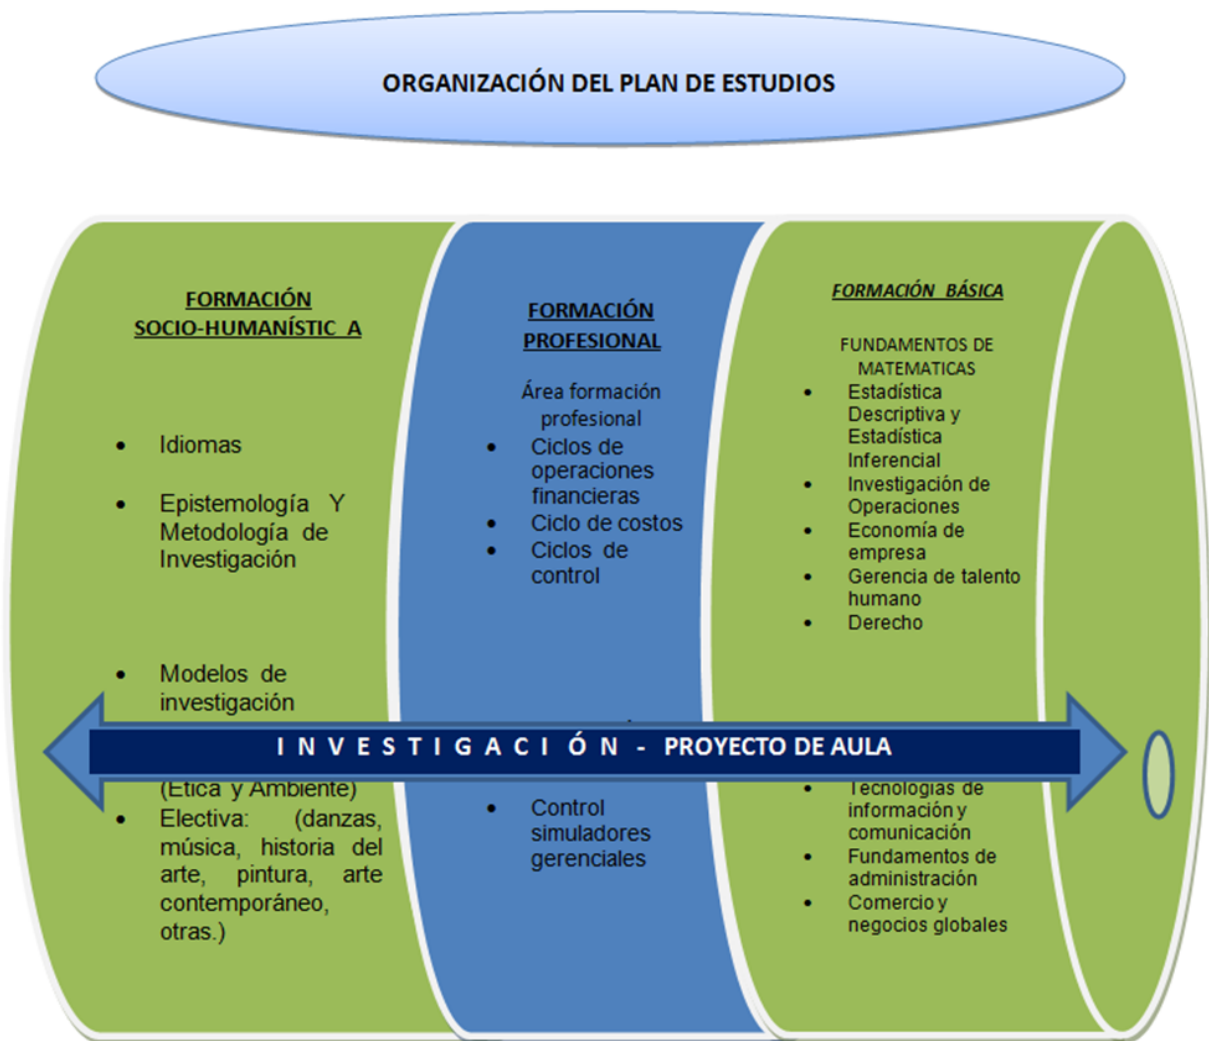 ORGANIZACIÓN DEL PLAN DE ESTUDIOS
FORMACIÓN
SOCIO-HUMANÍSTIC A
• Idiomas
• Epistemología Y
Metodología de
Investigación
• Modelos de
investigación
(Etica y Ambiente)
• Electiva: (danzas,
música, historia del
arte, pintura, arte
contemporáneo,
otras.)
FORMACIÓN
PROFESIONAL
Área formación
profesional
• Ciclos de
operaciones
financieras
• Ciclo de costos
• Ciclos de
control
• Control
simuladores
gerenciales
FORMACIÓN BÁSICA
FUNDAMENTOS DE
MATEMATICAS
• Estadística
Descriptiva y
Estadística
Inferencial
• Investigación de
Operaciones
• Economía de
empresa
• Gerencia de talento
humano
• Derecho
• Tecnologías de
información y
comunicación
• Fundamentos de
administración
• Comercio y
negocios globales
I N V E S T I G A C I Ó N - PROYECTO DE AULA